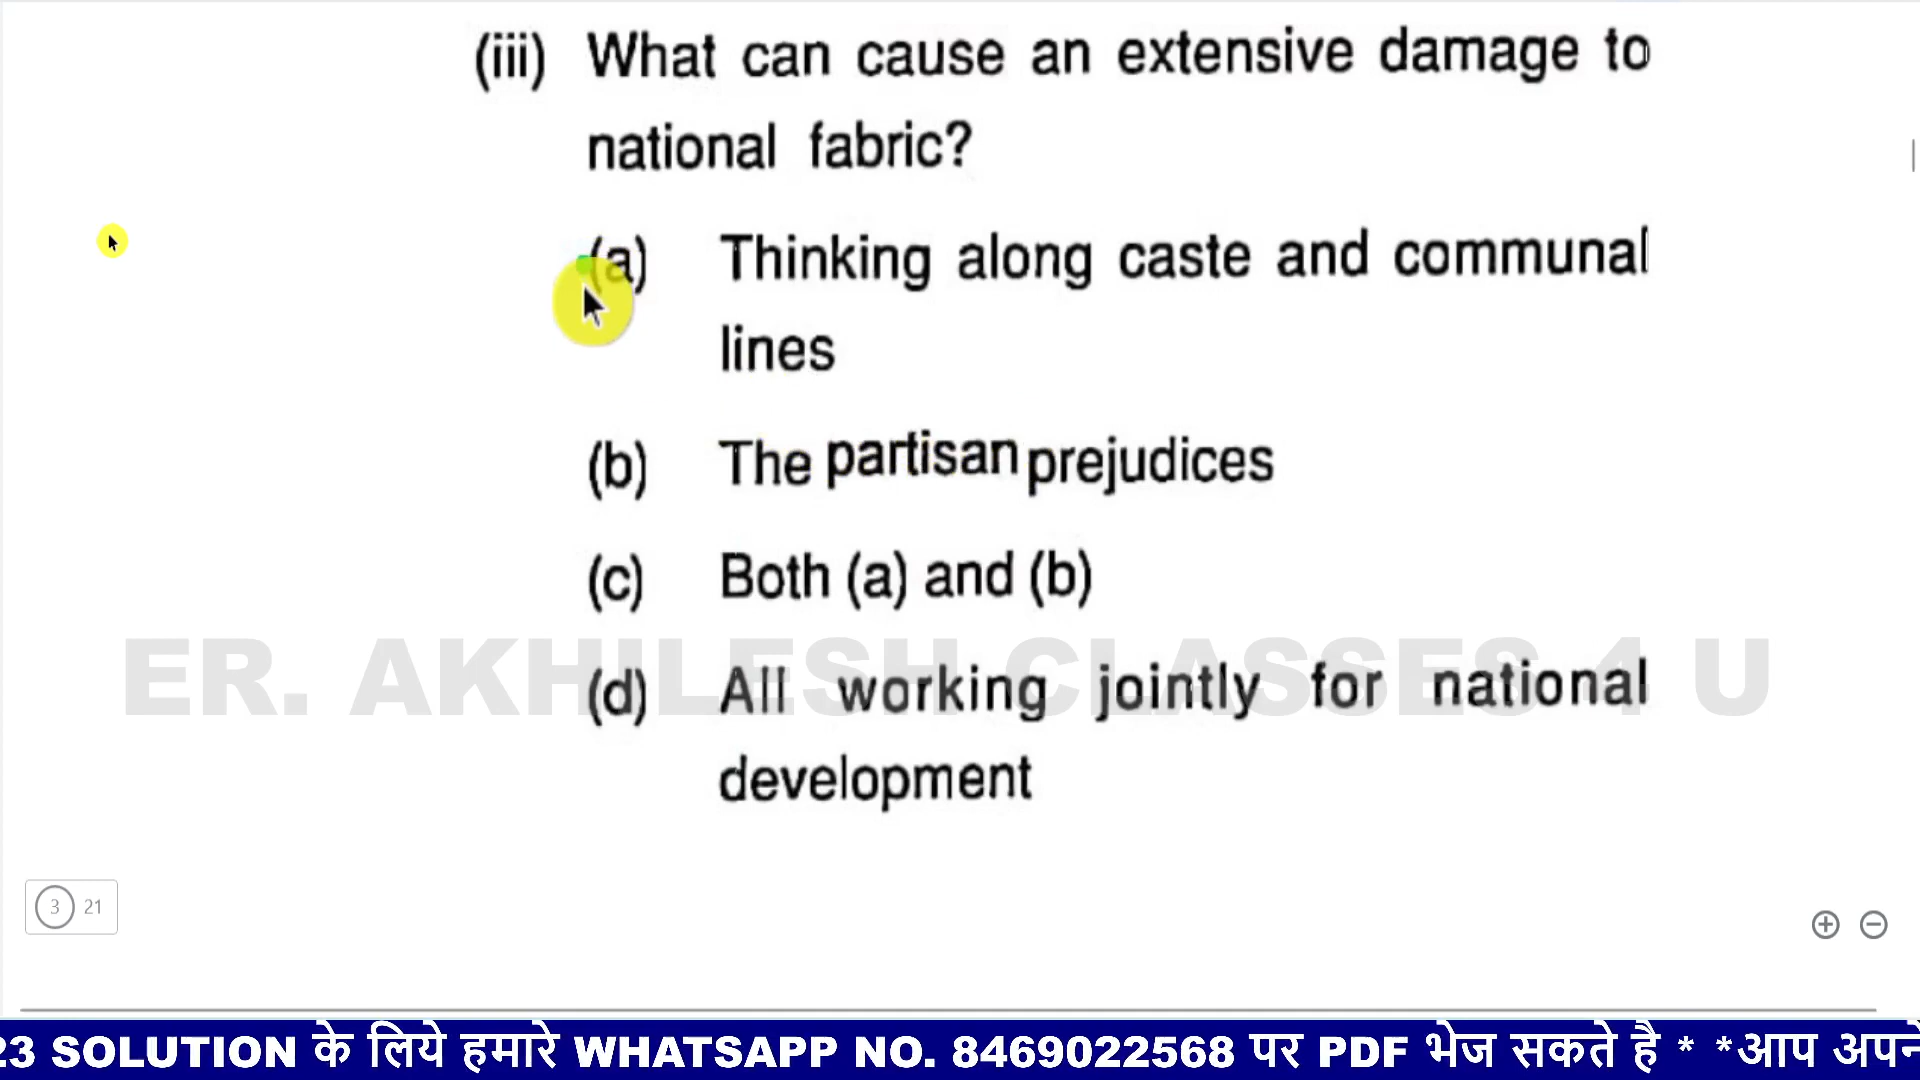 (iii) What can cause an extensive damage to
national fabric?
(a) Thinking along caste and communal
lines
(b) The partisan prejudices
(c) Both (a) and (b)
ER. AKHILESH CLASSES 4 U
(d) All working jointly for national
development
3 21
23 SOLUTION के लिये हमारे WHATSAPP NO. 8469022568 पर PDF भेज सकते है * *आप अपने